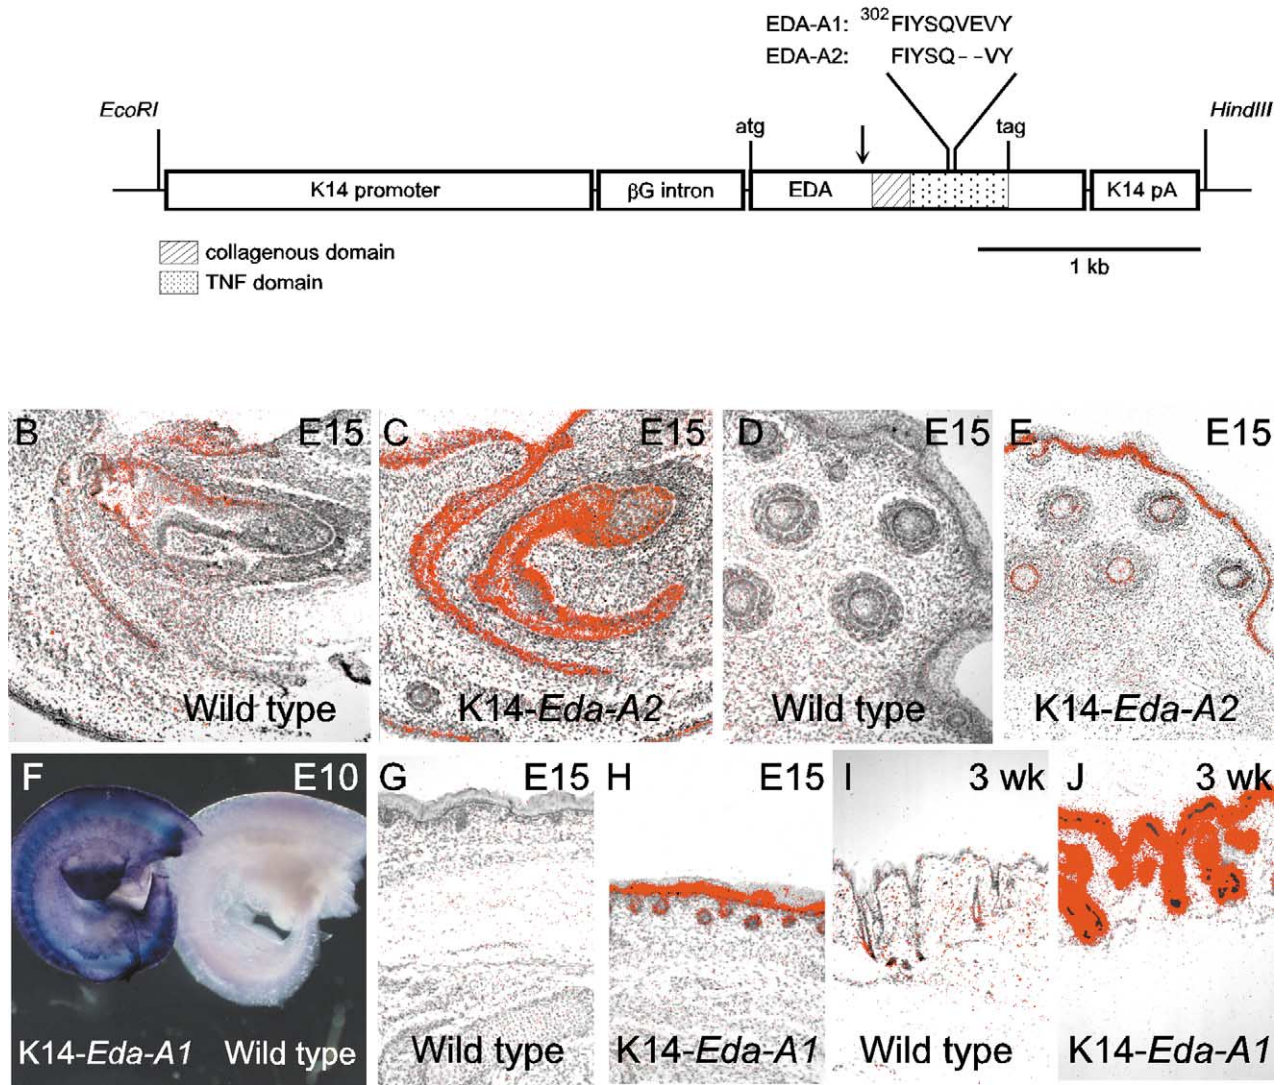 EDA-A1: 302FIYSQVEVY
EDA-A2: FIYSQ--VY
EcoRI
HindIII
atg
tag
K14 promoter
βG intron
EDA
K14 pA
collagenous domain
TNF domain
1 kb
B E15
Wild type
C E15
K14-Eda-A2
D E15
Wild type
E E15
K14-Eda-A2
F E10
K14-Eda-A1 Wild type
G E15
Wild type
H E15
K14-Eda-A1
I 3 wk
Wild type
J 3 wk
K14-Eda-A1